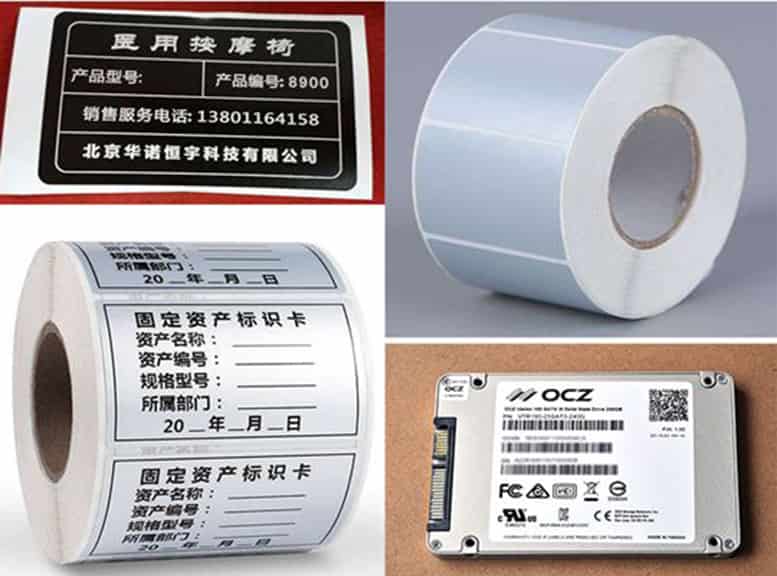 医用按摩椅
产品型号: 产品编号: 8900
销售服务电话: 13801164158
北京华诺恒宇科技有限公司
资产编号：
规格型号：
所属部门：
20 年 月 日
固定资产标识卡
资产名称：
资产编号：
规格型号：
所属部门：
20 年 月 日
固定资产标识卡
资产名称：
资产编号：
规格型号：
所属部门：
20 年 月 日
OCZ
FC
CE